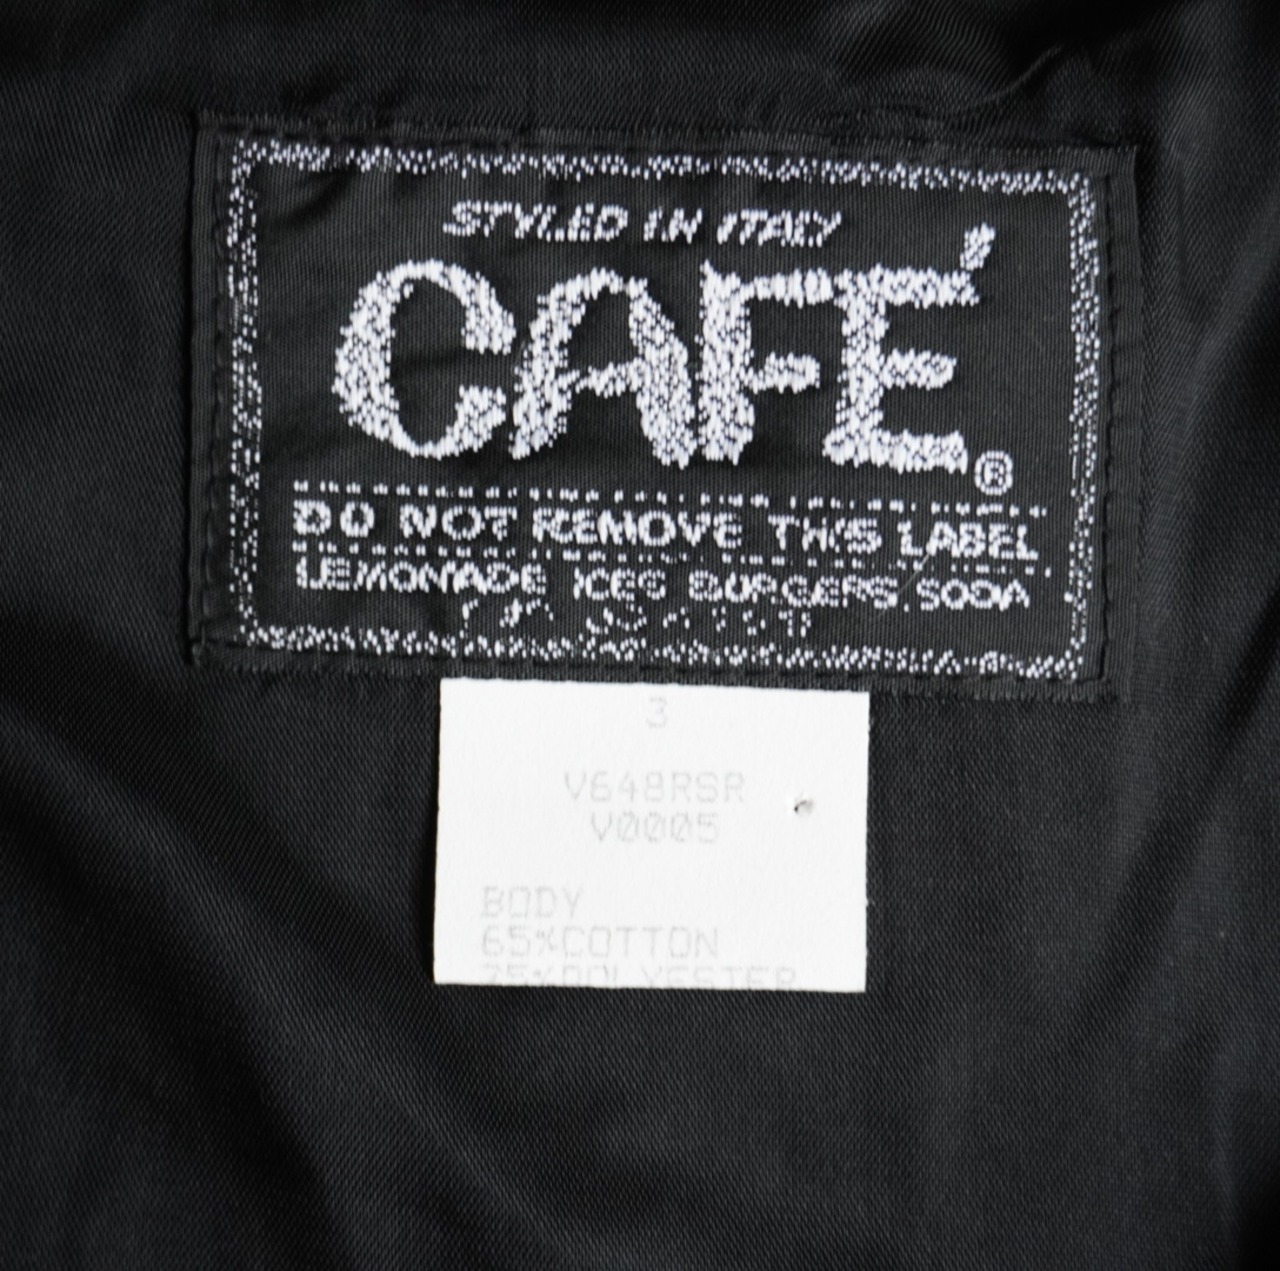 STYLED IN ITALY
CAFE'®
DO NOT REMOVE THIS LABEL
LEMONADE ICES BURGERS SODA
3
V648RSR
V0005
BODY
65%COTTON
POLYESTER